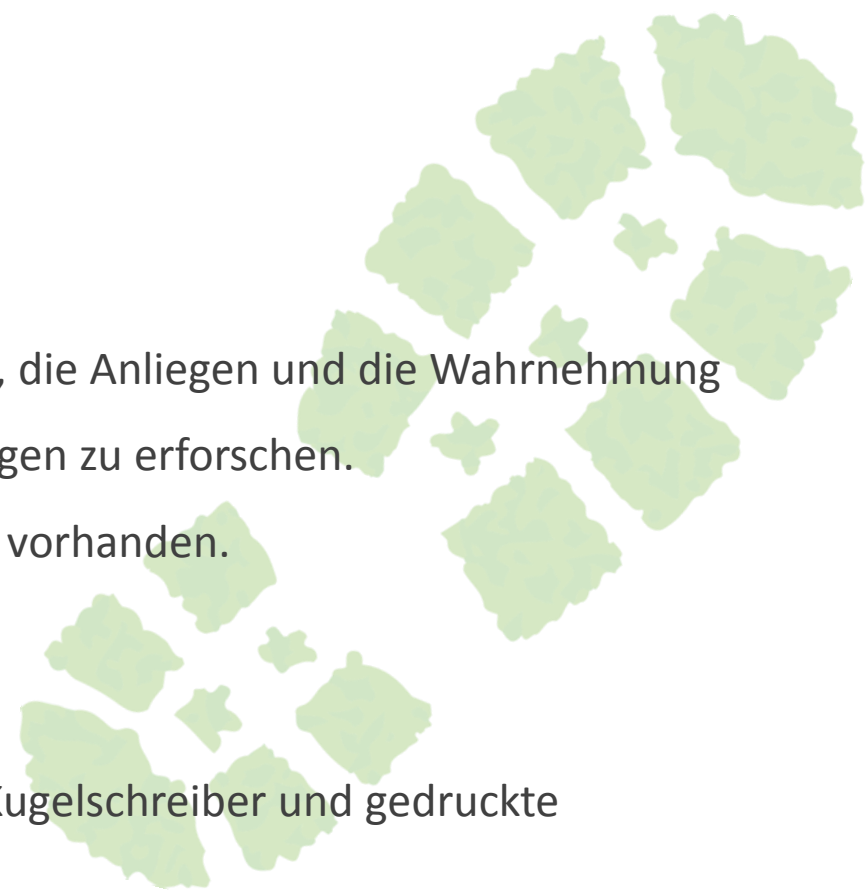 , die Anliegen und die Wahrnehmung
gen zu erforschen.
vorhanden.
Kugelschreiber und gedruckte